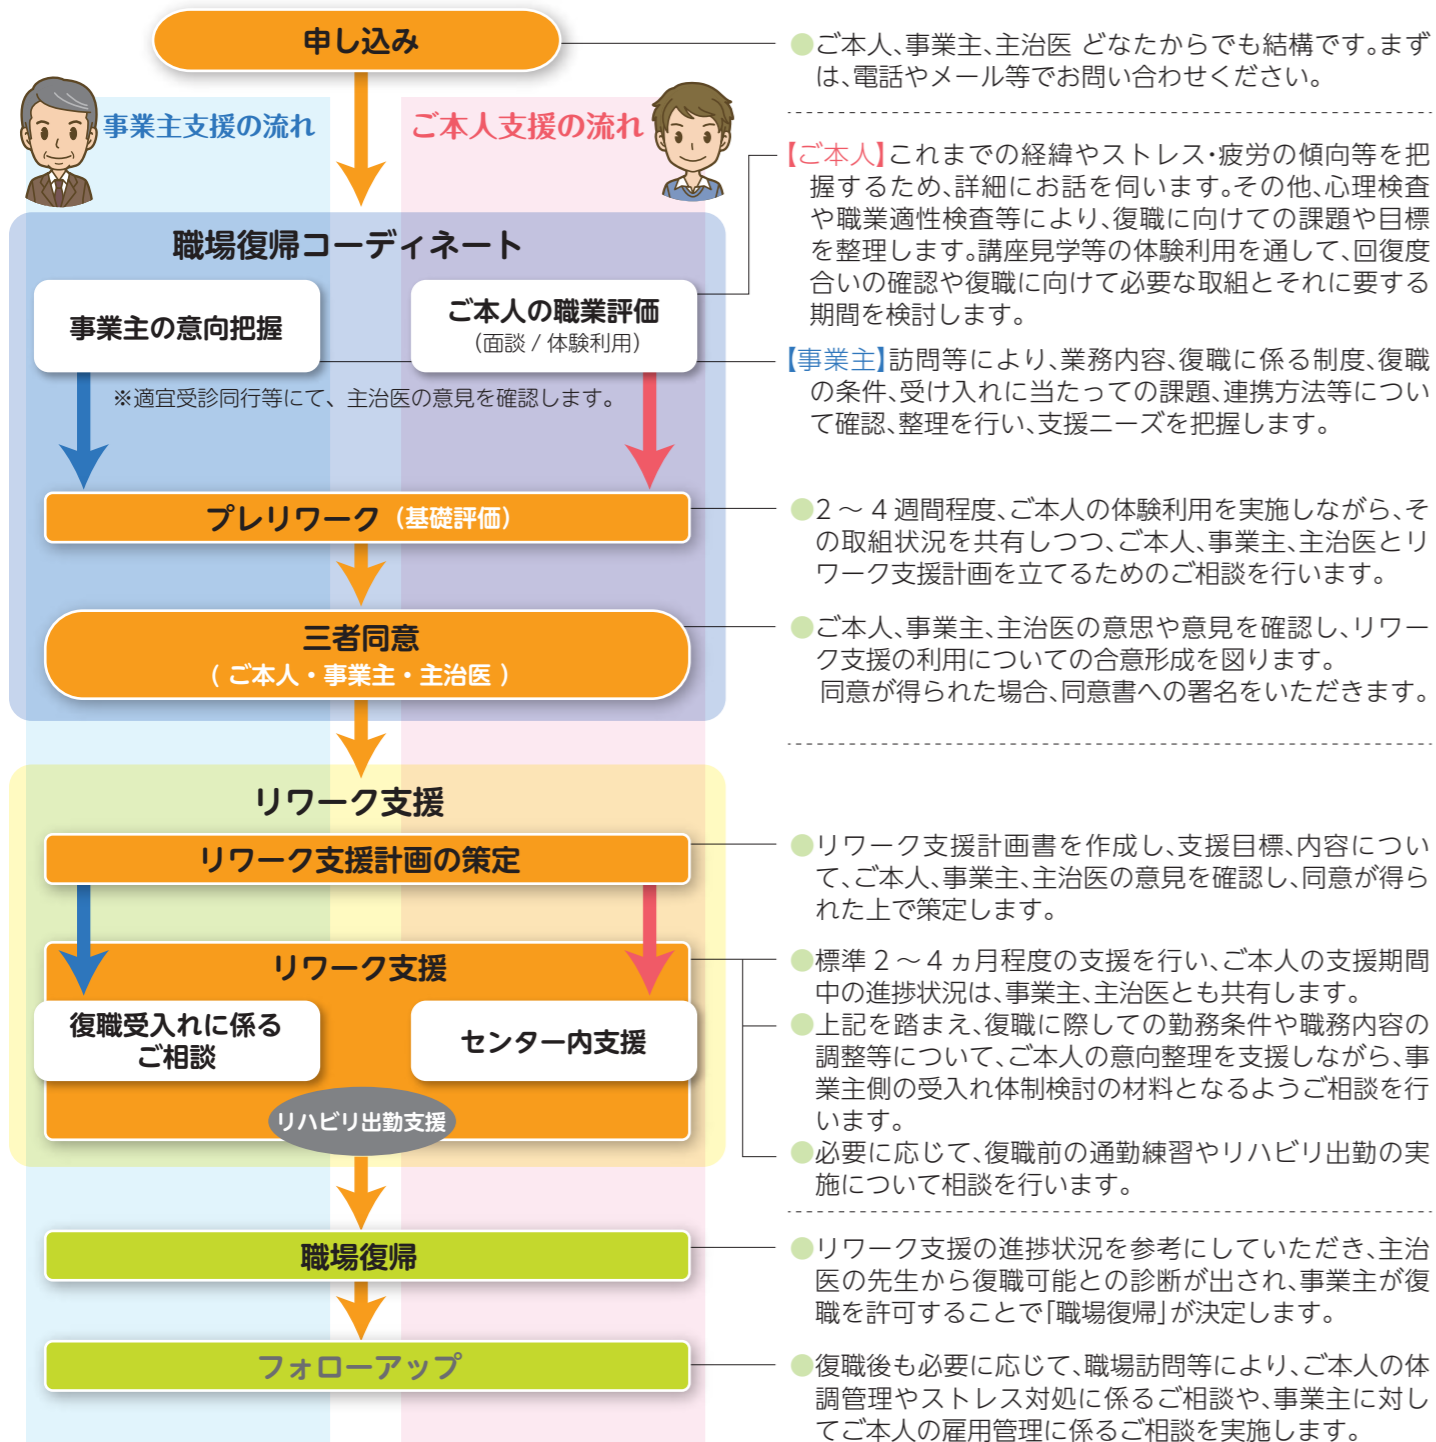 申し込み
●ご本人、事業主、主治医 どなたからでも結構です。まず
は、電話やメール等でお問い合わせください。
事業主支援の流れ
ご本人支援の流れ
【ご本人】これまでの経緯やストレス・疲労の傾向等を把
握するため、詳細にお話を伺います。その他、心理検査
や職業適性検査等により、復職に向けての課題や目標
を整理します。講座見学等の体験利用を通して、回復度
合いの確認や復職に向けて必要な取組とそれに要する
期間を検討します。
職場復帰コーディネート
事業主の意向把握
ご本人の職業評価
（面談 / 体験利用）
【事業主】訪問等により、業務内容、復職に係る制度、復職
の条件、受け入れに当たっての課題、連携方法等につい
て確認、整理を行い、支援ニーズを把握します。
※適宜受診同行等にて、主治医の意見を確認します。
プレリワーク（基礎評価）
●2～4週間程度、ご本人の体験利用を実施しながら、そ
の取組状況を共有しつつ、ご本人、事業主、主治医とリ
ワーク支援計画を立てるためのご相談を行います。
三者同意
（ご本人・事業主・主治医）
●ご本人、事業主、主治医の意思や意見を確認し、リワー
ク支援の利用についての合意形成を図ります。
同意が得られた場合、同意書への署名をいただきます。
リワーク支援
リワーク支援計画の策定
●リワーク支援計画書を作成し、支援目標、内容につい
て、ご本人、事業主、主治医の意見を確認し、同意が得ら
れた上で策定します。
リワーク支援
復職受入れに係る
ご相談
センター内支援
リハビリ出勤支援
●標準2～4ヵ月程度の支援を行い、ご本人の支援期間
中の進捗状況は、事業主、主治医とも共有します。
●上記を踏まえ、復職に際しての勤務条件や職務内容の
調整等について、ご本人の意向整理を支援しながら、事
業主側の受入れ体制検討の材料となるようご相談を行
います。
●必要に応じて、復職前の通勤練習やリハビリ出勤の実
施について相談を行います。
職場復帰
●リワーク支援の進捗状況を参考にしていただき、主治
医の先生から復職可能との診断が出され、事業主が復
職を許可することで「職場復帰」が決定します。
フォローアップ
●復職後も必要に応じて、職場訪問等により、ご本人の体
調管理やストレス対処に係るご相談や、事業主に対し
てご本人の雇用管理に係るご相談を実施します。